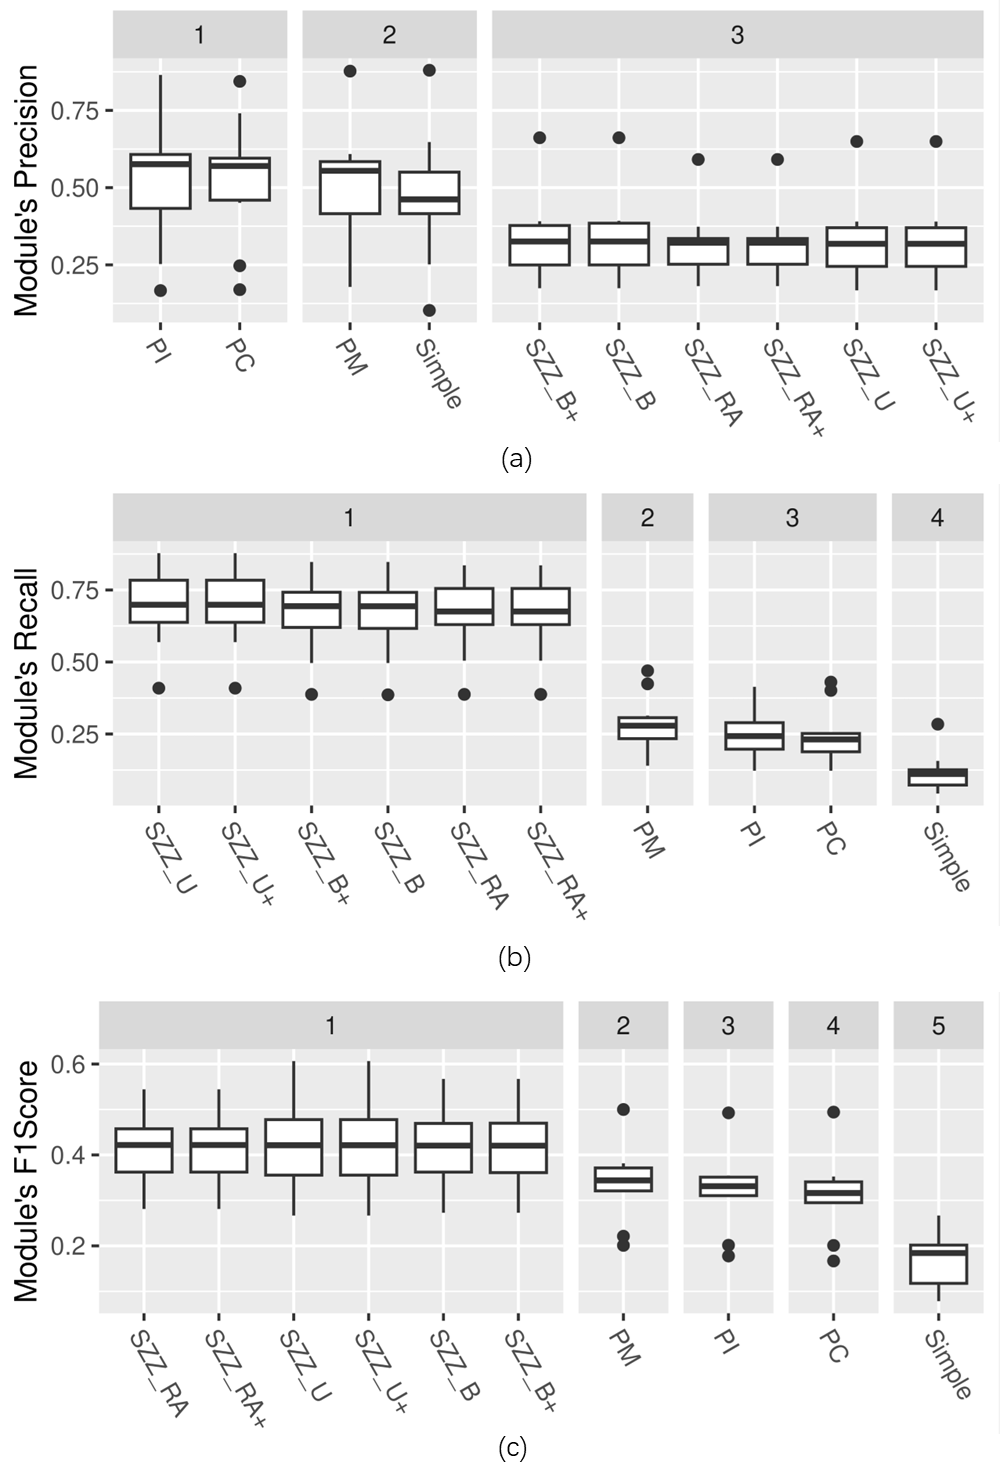 1 2 3
Module's Precision
0.75
0.50
0.25
PI PC PM Simple SZZ_B+ SZZ_B SZZ_RA SZZ_RA+ SZZ_U SZZ_U+
(a)
1 2 3 4
Module's Recall
0.75
0.50
0.25
SZZ_U SZZ_U+ SZZ_B+ SZZ_B SZZ_RA SZZ_RA+ PM PI PC Simple
(b)
1 2 3 4 5
Module's F1Score
0.6
0.4
0.2
SZZ_RA SZZ_RA+ SZZ_U SZZ_U+ SZZ_B SZZ_B+ PM PI PC Simple
(c)